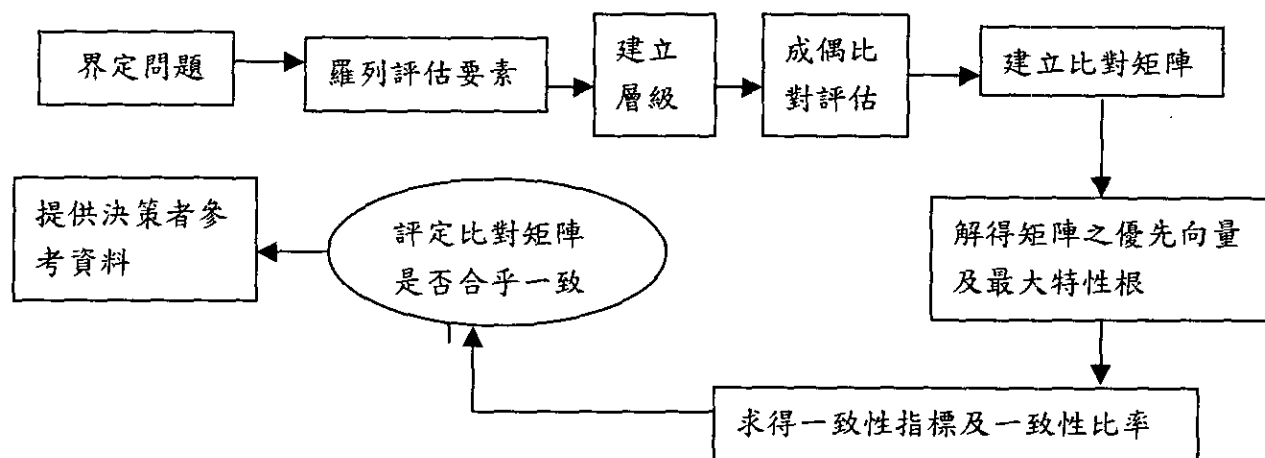 界定問題
羅列評估要素
建立
層級
成偶比
對評估
建立比對矩陣
解得矩陣之優先向量
及最大特性根
求得一致性指標及一致性比率
評定比對矩陣
是否合乎一致
提供決策者參
考資料